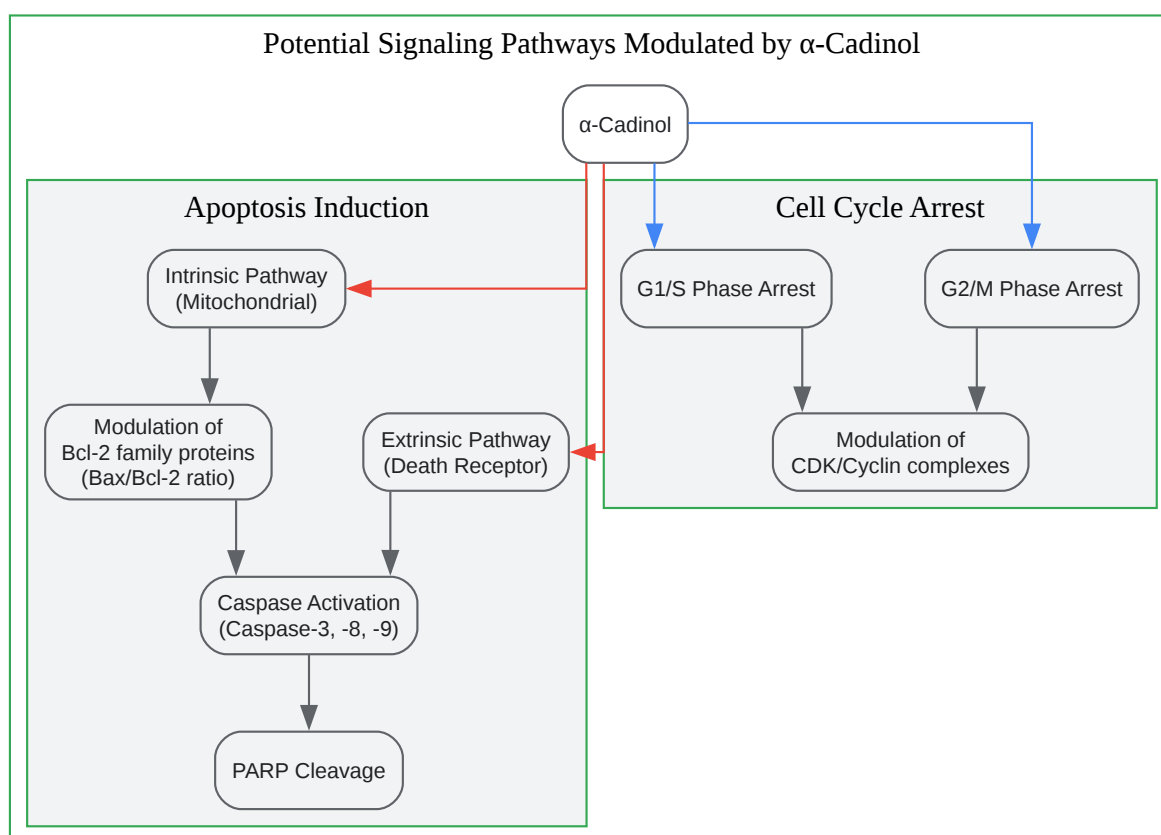 Potential Signaling Pathways Modulated by α-Cadinol
α-Cadinol
Apoptosis Induction
Cell Cycle Arrest
Intrinsic Pathway
(Mitochondrial)
G1/S Phase Arrest
G2/M Phase Arrest
Modulation of
Bcl-2 family proteins
(Bax/Bcl-2 ratio)
Extrinsic Pathway
(Death Receptor)
Modulation of
CDK/Cyclin complexes
Caspase Activation
(Caspase-3, -8, -9)
PARP Cleavage